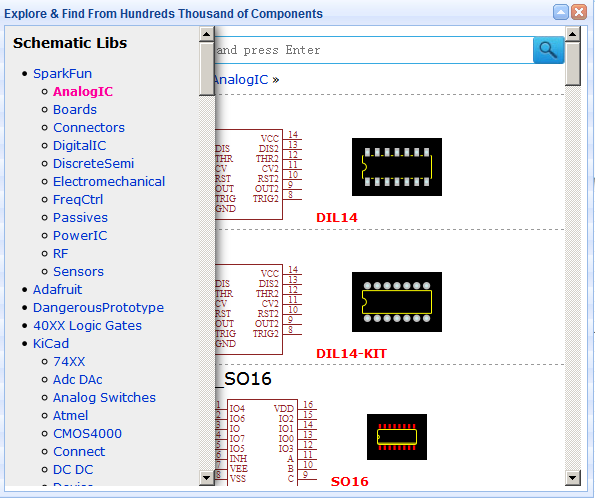 Explore & Find From Hundreds Thousand of Components
Schematic Libs
SparkFun
AnalogIC
Boards
Connectors
DigitalIC
DiscreteSemi
Electromechanical
FreqCtrl
Passives
PowerIC
RF
Sensors
Adafruit
DangerousPrototype
40XX Logic Gates
KiCad
74XX
Adc DAc
Analog Switches
Atmel
CMOS4000
Connect
DC DC
and press Enter
AnalogIC »
VCC 14
DIS DIS2 13
THR THR2 12
CV CV2 11
RST RST2 10
OUT OUT2 9
TRIG TRIG2 8
GND
DIL14
VCC 14
DIS DIS2 13
THR THR2 12
CV CV2 11
RST RST2 10
OUT OUT2 9
TRIG TRIG2 8
GND
DIL14-KIT
_SO16
1 IO4 VDD 16
IO6 IO2 15
IO IO1 14
IO7 IO0 13
IO5 IO3 12
INH A 11
VEE B 10
VSS C 9
SO16